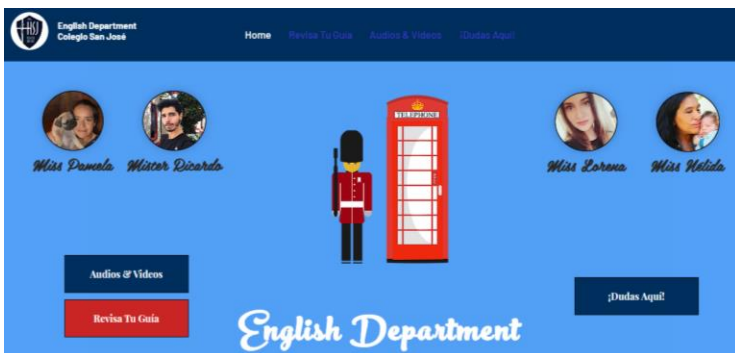 English Department
Colegio San José
Home Revisa Tu Guía Audios & Videos ¡Dudas Aquí!
TELEPHONE
Miss Pamela Mister Ricardo
Miss Lorena Miss Nélida
Audios & Videos
Revisa Tu Guía
¡Dudas Aquí!
English Department